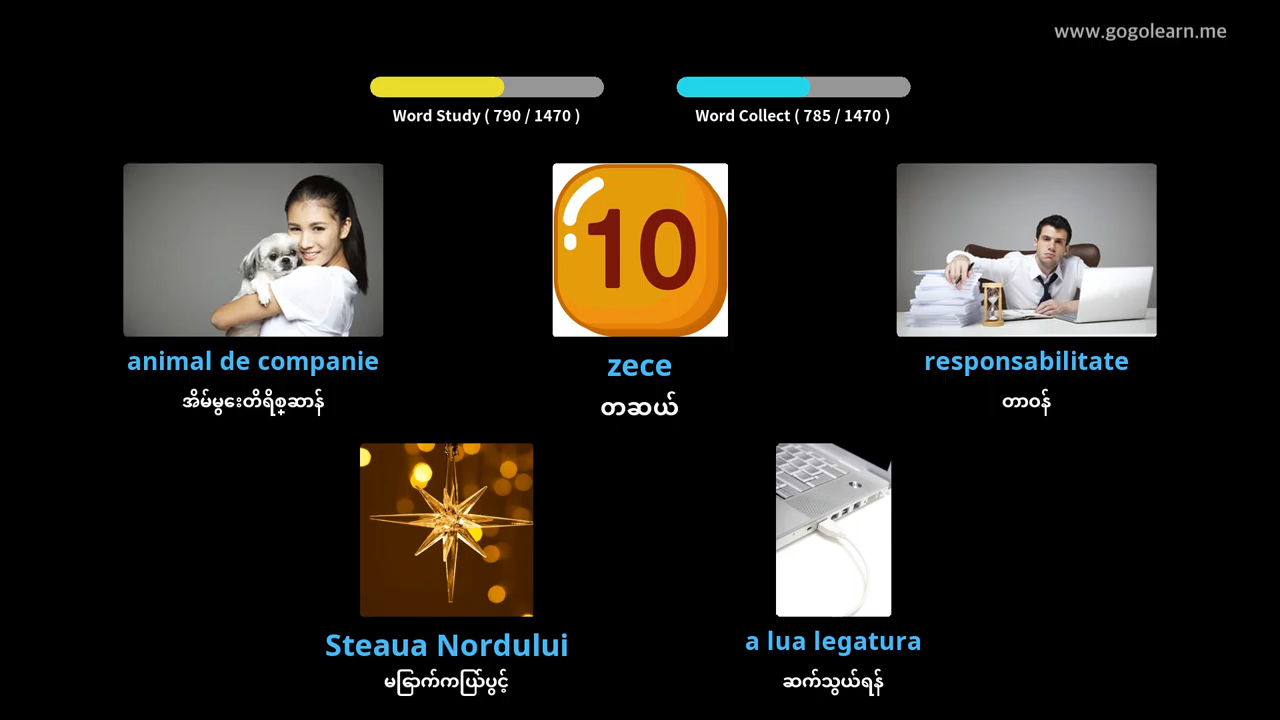 www.gogolearn.me
Word Study ( 790 / 1470 )
Word Collect ( 785 / 1470 )
10
animal de companie
zece
responsabilitate
အိမ်မွေးတိရိစ္ဆာန်
တဆယ်
တာဝန်
Steaua Nordului
a lua legatura
မြောက်ကြယ်ပွင့်
ဆက်သွယ်ရန်